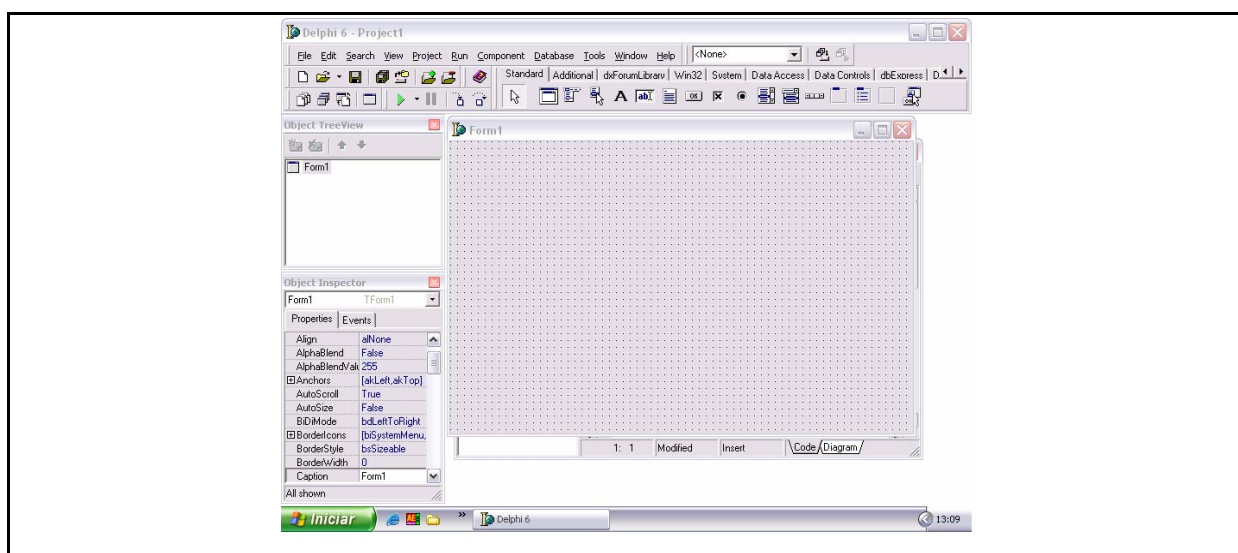 Delphi 6 - Project1
File Edit Search View Project Run Component Database Tools Window Help <None>
Standard Additional dxForumLibrary Win32 System Data Access Data Controls dbExpress D
Object TreeView
Form1
Form1
Object Inspector
Form1 TForm1
Properties Events
Align alNone
AlphaBlend False
AlphaBlendValu 255
Anchors [akLeft,akTop]
AutoScroll True
AutoSize False
BiDiMode bdLeftToRight
BorderIcons [biSystemMenu,
BorderStyle bsSizeable
BorderWidth 0
Caption Form1
All shown
1: 1 Modified Insert Code Diagram
Iniciar Delphi 6 13:09